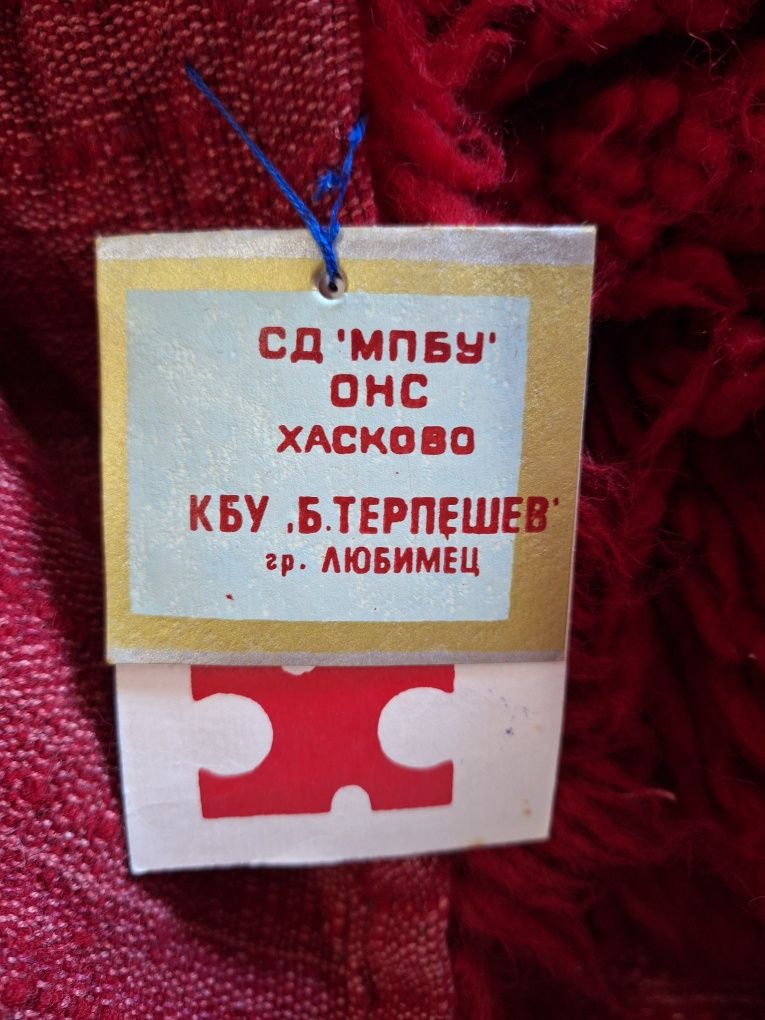 СД 'МПБУ'
ОНС
ХАСКОВО
КБУ „Б.ТЕРПЕШЕВ"
гр. ЛЮБИМЕЦ